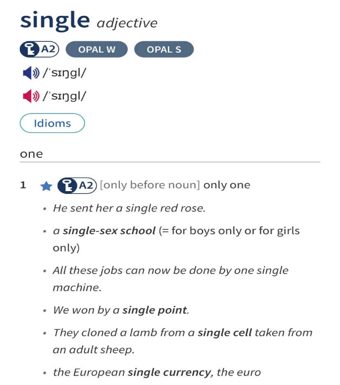 single adjective
A2 OPAL W OPAL S
/ˈsɪŋɡl/
/ˈsɪŋɡl/
Idioms
one
1 A2 [only before noun] only one
• He sent her a single red rose.
• a single-sex school (= for boys only or for girls
only)
• All these jobs can now be done by one single
machine.
• We won by a single point.
• They cloned a lamb from a single cell taken from
an adult sheep.
• the European single currency, the euro